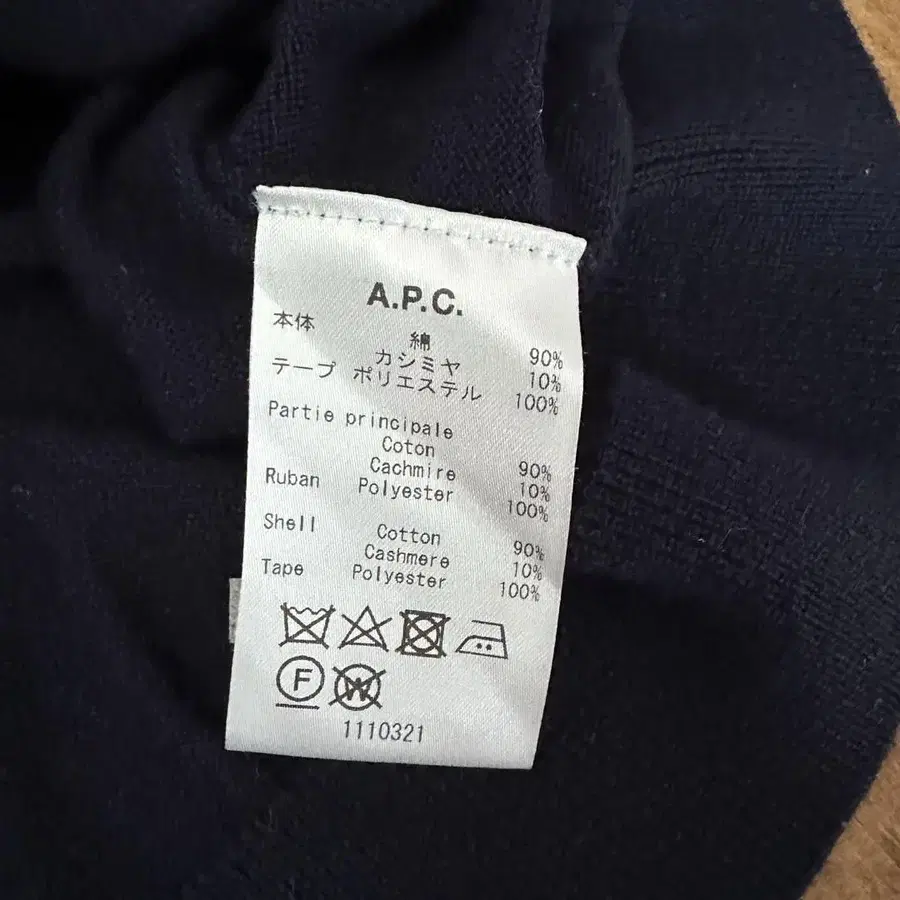 A.P.C.
本体 綿 90%
カシミヤ 10%
テープ ポリエステル 100%
Partie principale
Coton 90%
Cachmire 10%
Ruban Polyester 100%
Shell Cotton 90%
Cashmere 10%
Tape Polyester 100%
F W
1110321